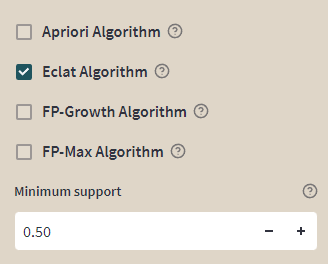 Apriori Algorithm ?
Eclat Algorithm ?
FP-Growth Algorithm ?
FP-Max Algorithm ?
Minimum support ?
0.50 - +